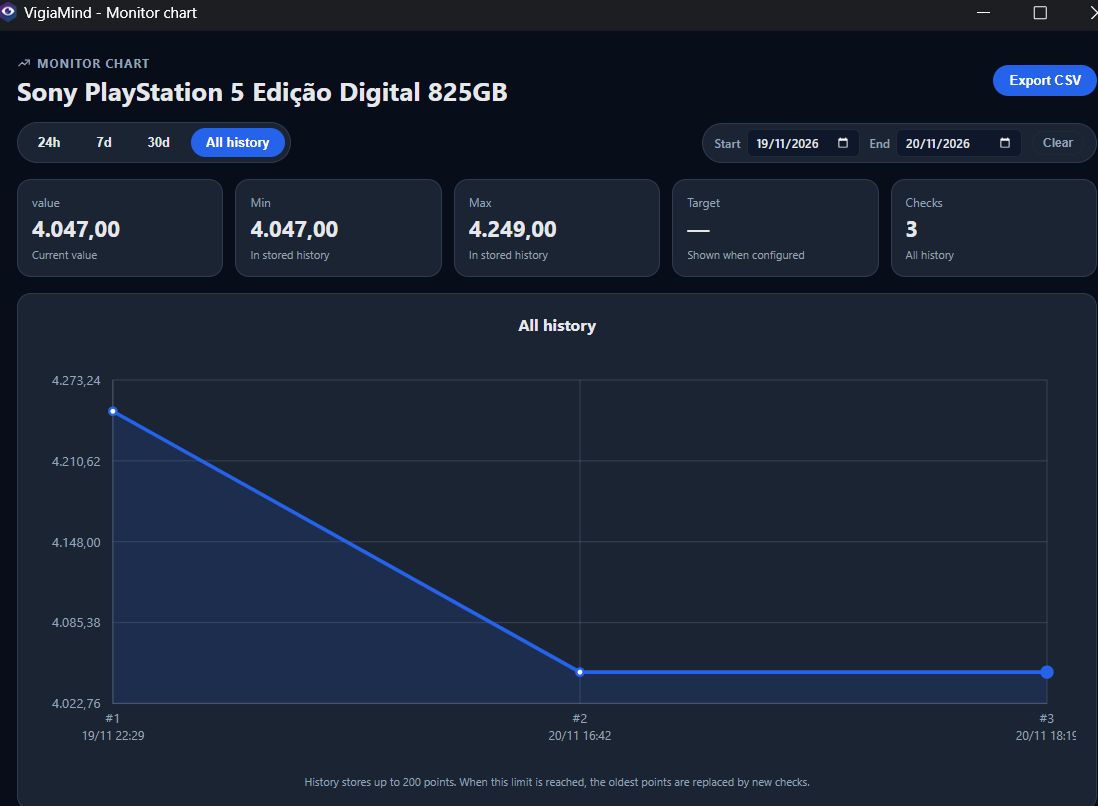 VigiaMind - Monitor chart
MONITOR CHART
Sony PlayStation 5 Edição Digital 825GB
Export CSV
24h 7d 30d All history
Start 19/11/2026 End 20/11/2026 Clear
value
4.047,00
Current value
Min
4.047,00
In stored history
Max
4.249,00
In stored history
Target
—
Shown when configured
Checks
3
All history
All history
4.273,24
4.210,62
4.148,00
4.085,38
4.022,76
#1
19/11 22:29
#2
20/11 16:42
#3
20/11 18:19
History stores up to 200 points. When this limit is reached, the oldest points are replaced by new checks.